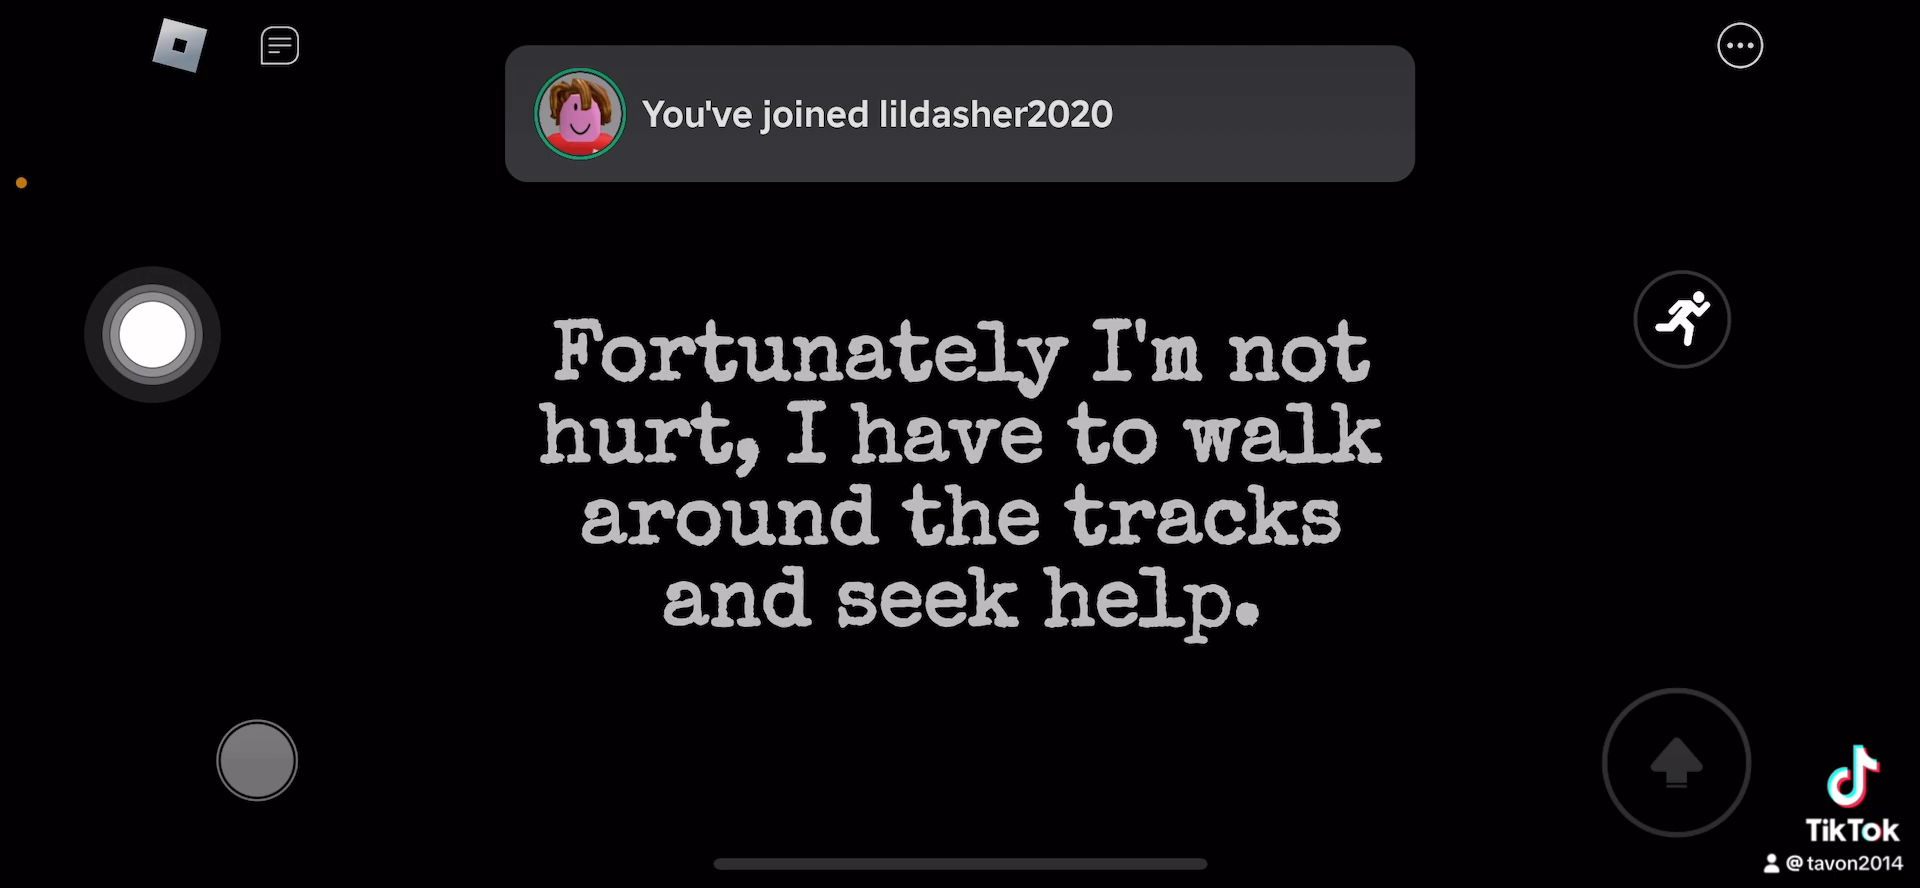 You've joined lildasher2020
Fortunately I'm not
hurt, I have to walk
around the tracks
and seek help.
TikTok
@tavon2014